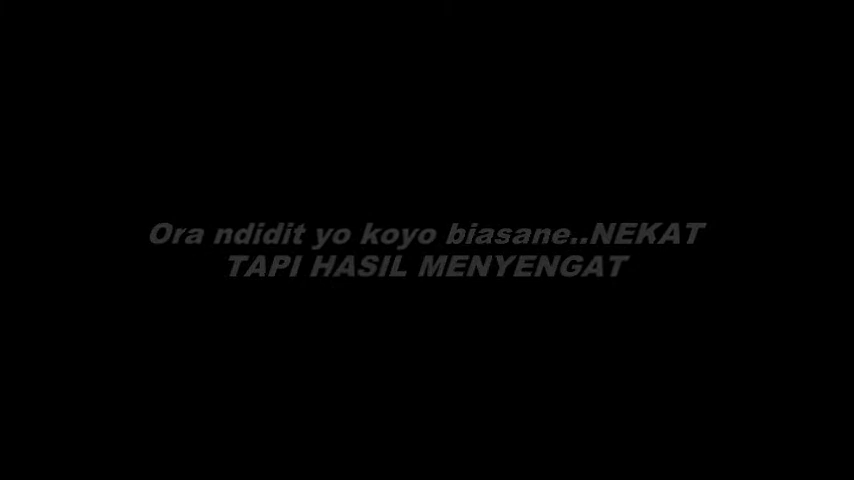 Ora ndidit yo koyo biasane..NEKAT
TAPI HASIL MENYENGAT